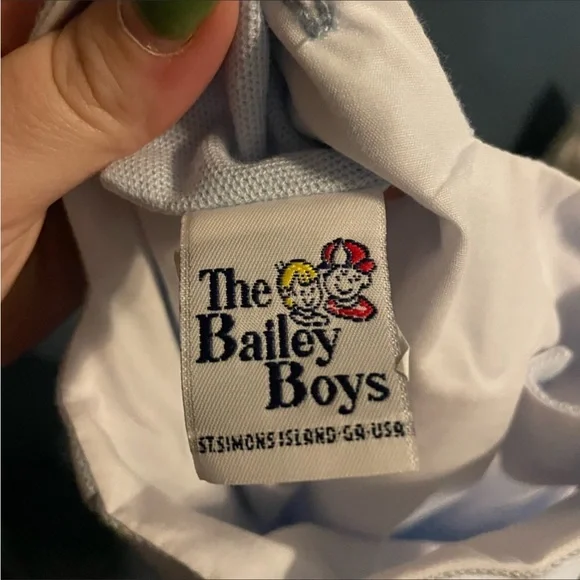 The
Bailey
Boys
ST.SIMONS ISLAND·GA·USA